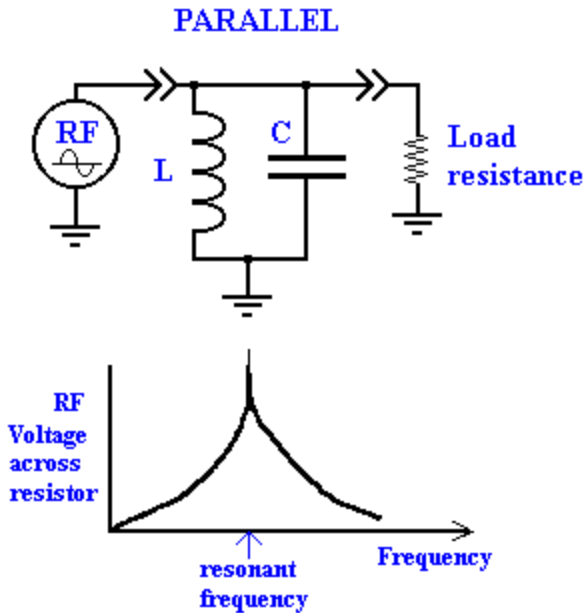 PARALLEL
RF
L
C
Load
resistance
RF
Voltage
across
resistor
resonant
frequency
Frequency